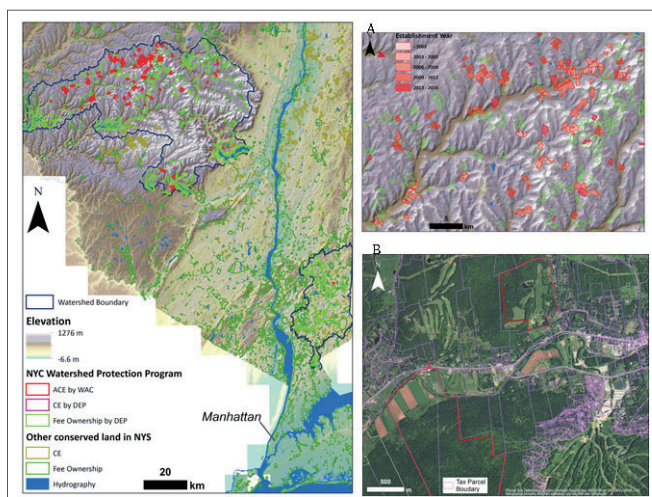 N
Watershed Boundary
Elevation
1276 m
-6.6 m
NYC Watershed Protection Program
ACE by WAC
CE by DEP
Fee Ownership by DEP
Other conserved land in NYS
CE
Fee Ownership
Hydrography
Manhattan
20
km
A
Establishment Year
km
B
N
500
m
Tax Parcel
Boudary